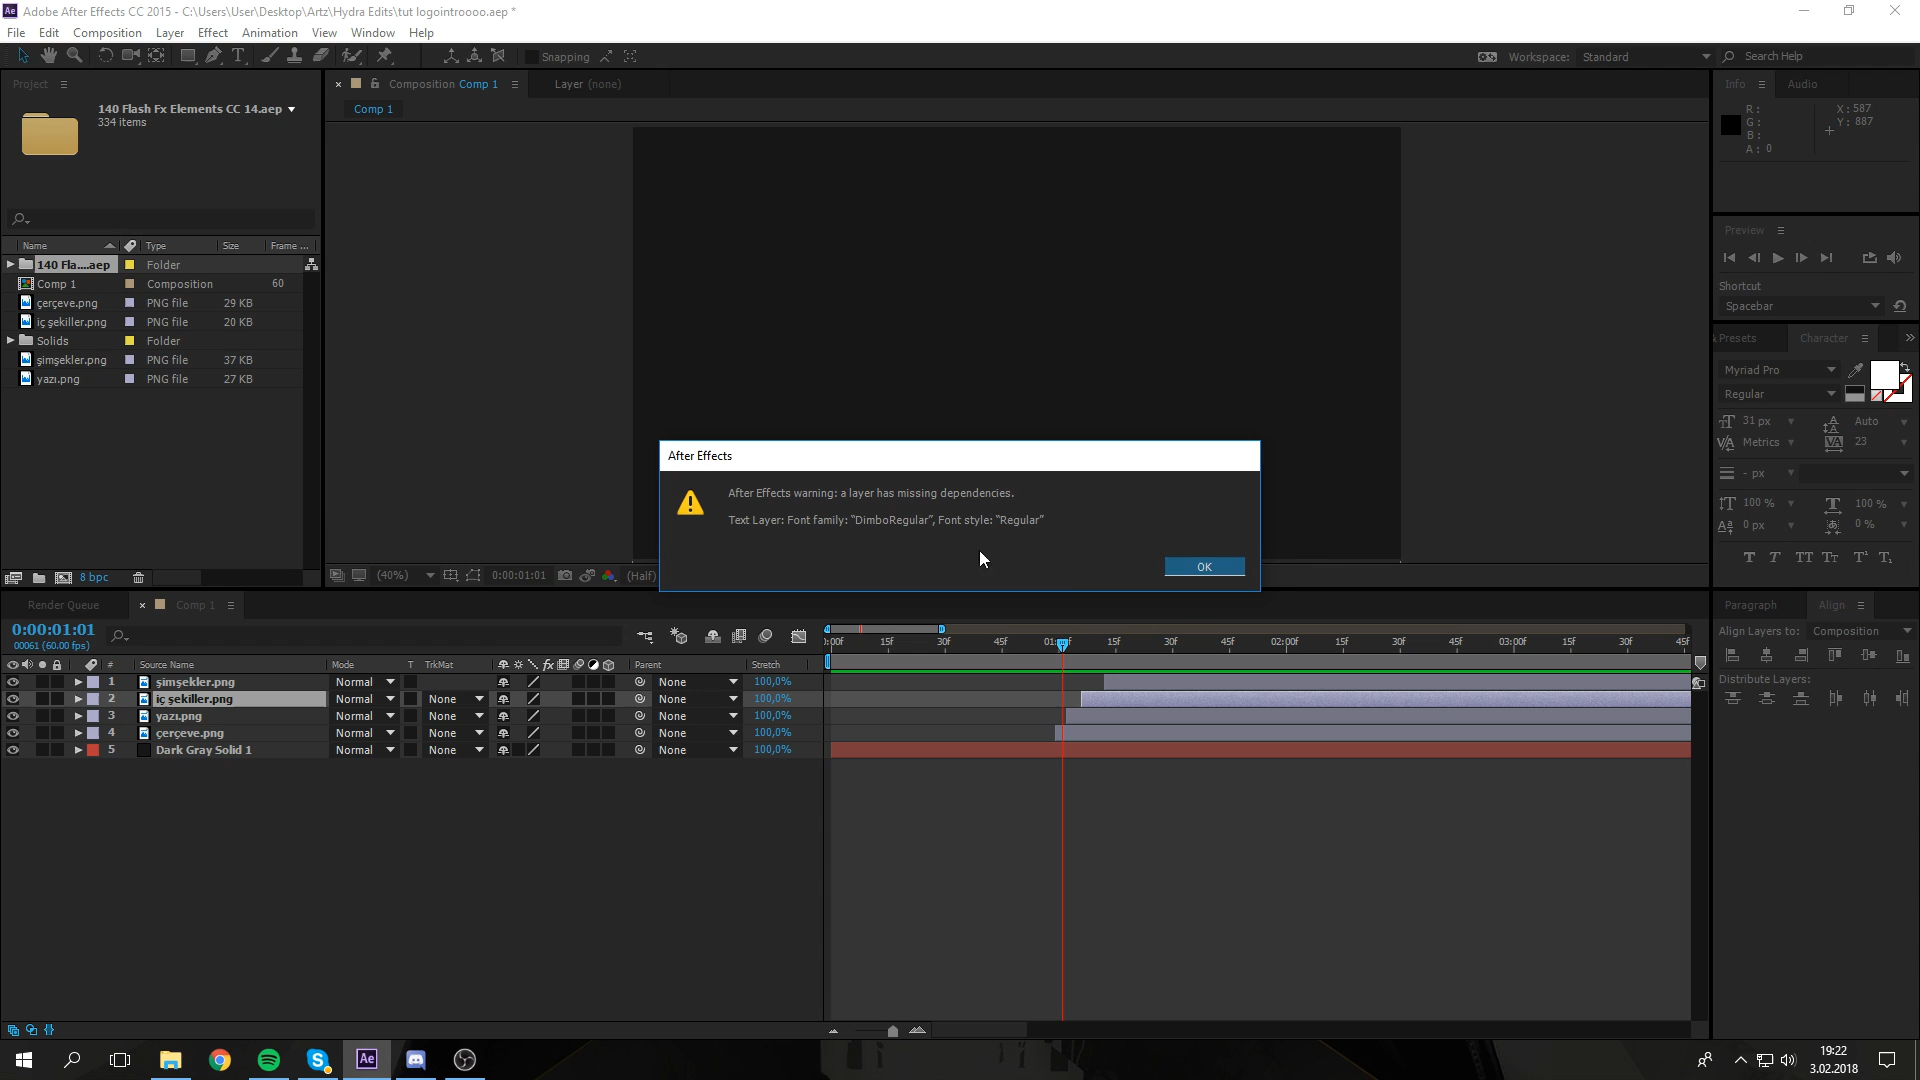 Adobe After Effects CC 2015 - C:\Users\User\Desktop\Artz\Hydra Edits\tut logointroooo.aep *
File Edit Composition Layer Effect Animation View Window Help
Snapping
Workspace: Standard
Search Help
Project
140 Flash Fx Elements CC 14.aep
334 items
Name Type Size Frame ...
140 Fla....aep Folder
Comp 1 Composition 60
çerçeve.png PNG file 29 KB
iç şekiller.png PNG file 20 KB
Solids Folder
şimşekler.png PNG file 37 KB
yazı.png PNG file 27 KB
8 bpc
Composition Comp 1
Layer (none)
Comp 1
After Effects
After Effects warning: a layer has missing dependencies.
Text Layer: Font family: "DimboRegular", Font style: "Regular"
OK
(40%) 0:00:01:01 (Half)
Info Audio
R:
G:
B:
A: 0
X: 587
Y: 887
Preview
Shortcut
Spacebar
Presets Character
Myriad Pro
Regular
31 px Auto
Metrics 23
- px
100 % 100 %
0 px 0 %
T T TT Tт T¹ T₁
Paragraph Align
Align Layers to: Composition
Distribute Layers:
Render Queue Comp 1
0:00:01:01
00061 (60.00 fps)
# Source Name Mode T TrkMat Parent Stretch
1 şimşekler.png Normal None 100,0%
2 iç şekiller.png Normal None None 100,0%
3 yazı.png Normal None None 100,0%
4 çerçeve.png Normal None None 100,0%
5 Dark Gray Solid 1 Normal None None 100,0%
15f 30f 45f 15f 30f 45f 02:00f 15f 30f 45f 03:00f 15f 30f 45f
19:22
3.02.2018